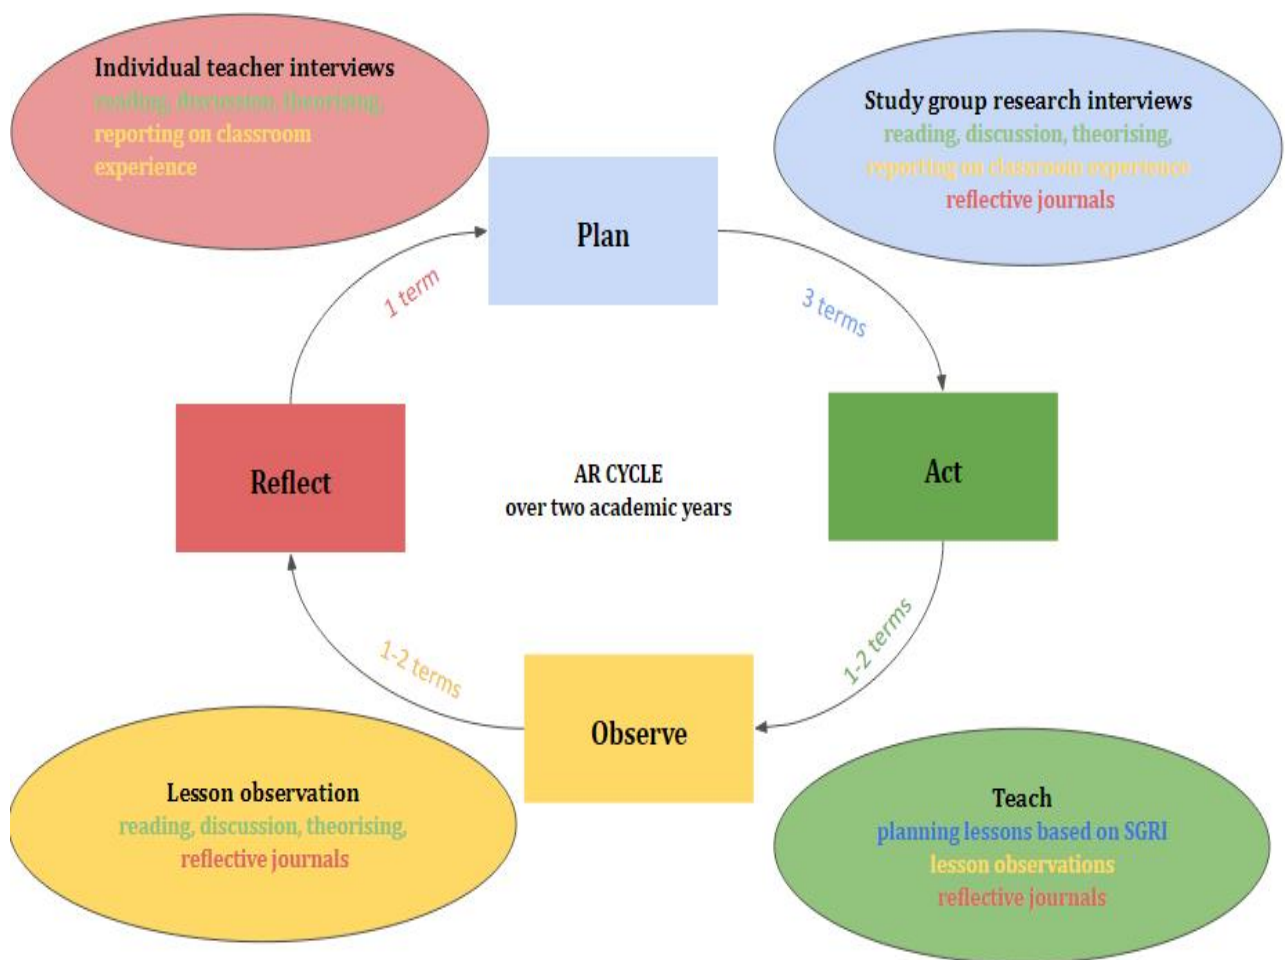 Individual teacher interviews
reading, discussion, theorising,
reporting on classroom
experience
Study group research interviews
reading, discussion, theorising,
reporting on classroom experience
reflective journals
Plan
1 term
3 terms
Reflect
AR CYCLE
over two academic years
Act
1-2 terms
1-2 terms
Observe
Lesson observation
reading, discussion, theorising,
reflective journals
Teach
planning lessons based on SGRI
lesson observations
reflective journals